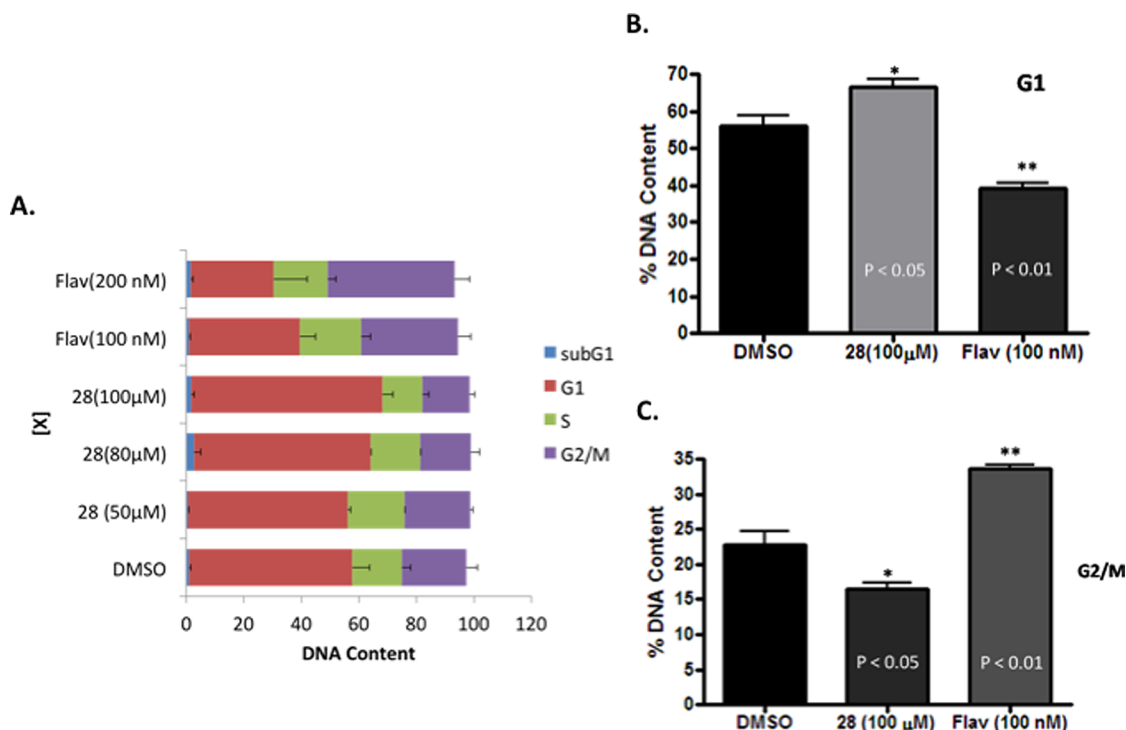 A.
Flav(200 nM)
Flav(100 nM)
28(100μM)
28(80μM)
28 (50μM)
DMSO
[X]
0 20 40 60 80 100 120
DNA Content
subG1
G1
S
G2/M
B.
G1
% DNA Content
70
60
50
40
30
20
10
0
*
**
P < 0.05
P < 0.01
DMSO 28(100μM) Flav (100 nM)
C.
G2/M
% DNA Content
35
30
25
20
15
10
5
0
*
**
P < 0.05
P < 0.01
DMSO 28 (100 μM) Flav (100 nM)